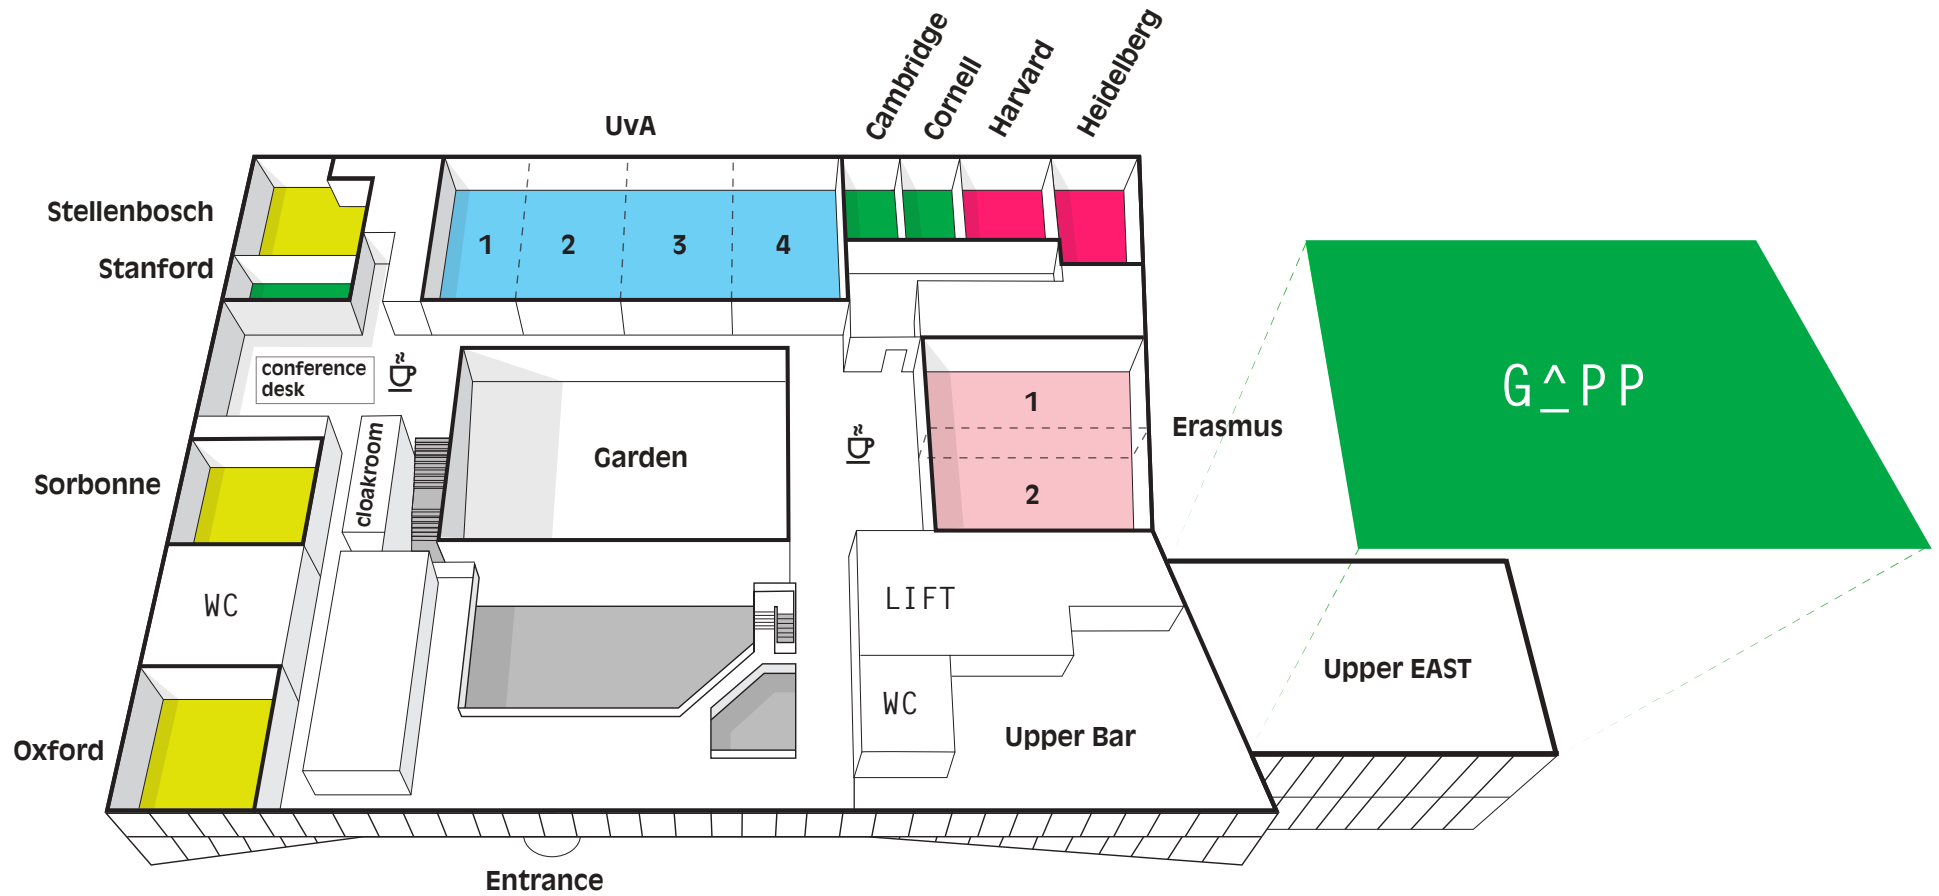 Cambridge
Cornell
Harvard
Heidelberg
UvA
Stellenbosch
Stanford
1
2
3
4
conference
desk
G^PP
1
Erasmus
cloakroom
Garden
Sorbonne
2
WC
LIFT
Upper EAST
WC
Upper Bar
Oxford
Entrance